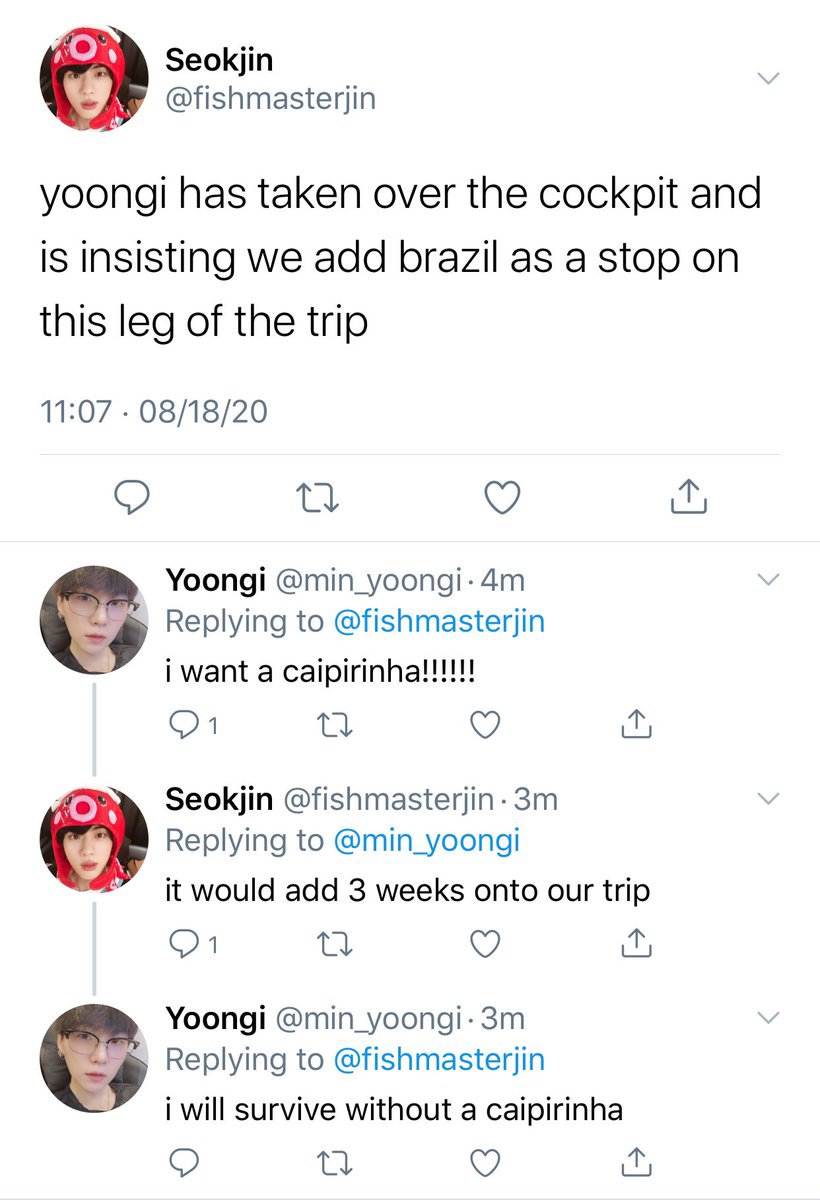 Seokjin
@fishmasterjin
yoongi has taken over the cockpit and
is insisting we add brazil as a stop on
this leg of the trip
11:07 · 08/18/20
Yoongi @min_yoongi · 4m
Replying to @fishmasterjin
i want a caipirinha!!!!!!
1
Seokjin @fishmasterjin · 3m
Replying to @min_yoongi
it would add 3 weeks onto our trip
1
Yoongi @min_yoongi · 3m
Replying to @fishmasterjin
i will survive without a caipirinha